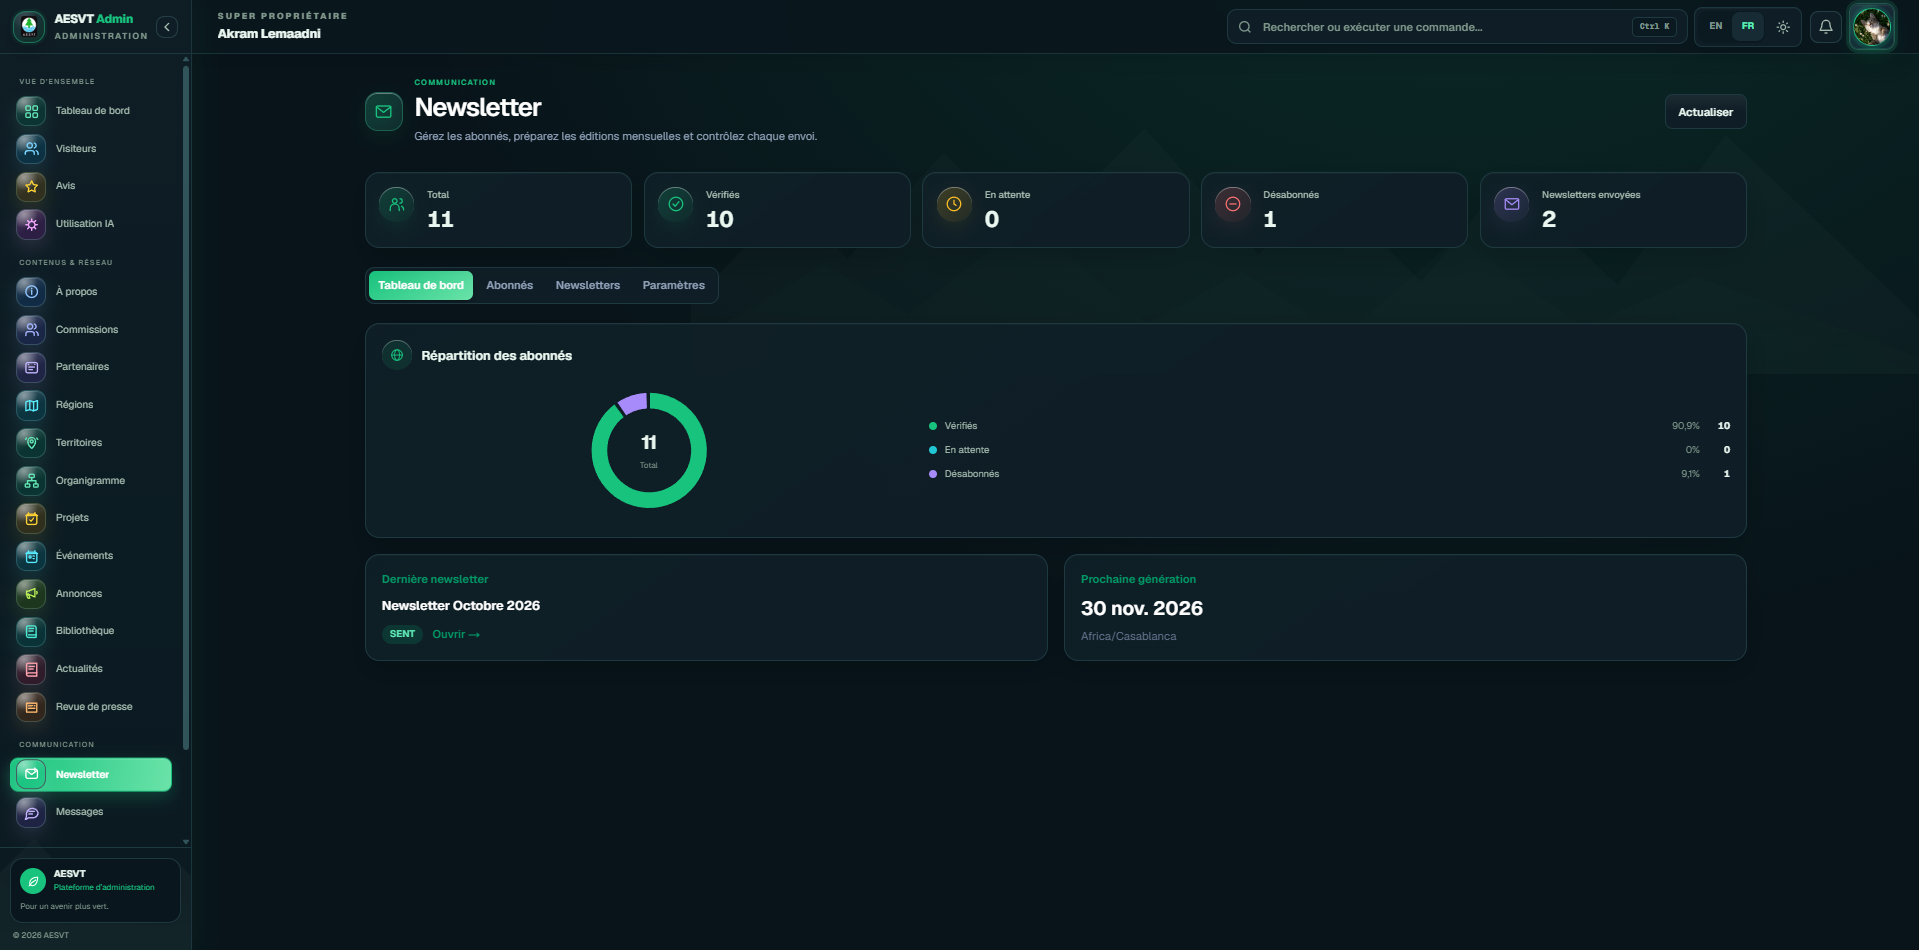 AESVT Admin
ADMINISTRATION
SUPER PROPRIÉTAIRE
Akram Lemaadni
Rechercher ou exécuter une commande...
Ctrl K
EN
FR
VUE D'ENSEMBLE
Tableau de bord
Visiteurs
Avis
Utilisation IA
CONTENUS & RÉSEAU
À propos
Commissions
Partenaires
Régions
Territoires
Organigramme
Projets
Événements
Annonces
Bibliothèque
Actualités
Revue de presse
COMMUNICATION
Newsletter
Messages
AESVT
Plateforme d'administration
Pour un avenir plus vert.
© 2026 AESVT
COMMUNICATION
Newsletter
Gérez les abonnés, préparez les éditions mensuelles et contrôlez chaque envoi.
Actualiser
Total
11
Vérifiés
10
En attente
0
Désabonnés
1
Newsletters envoyées
2
Tableau de bord
Abonnés
Newsletters
Paramètres
Répartition des abonnés
11
Total
Vérifiés 90,9% 10
En attente 0% 0
Désabonnés 9,1% 1
Dernière newsletter
Newsletter Octobre 2026
SENT
Ouvrir →
Prochaine génération
30 nov. 2026
Africa/Casablanca